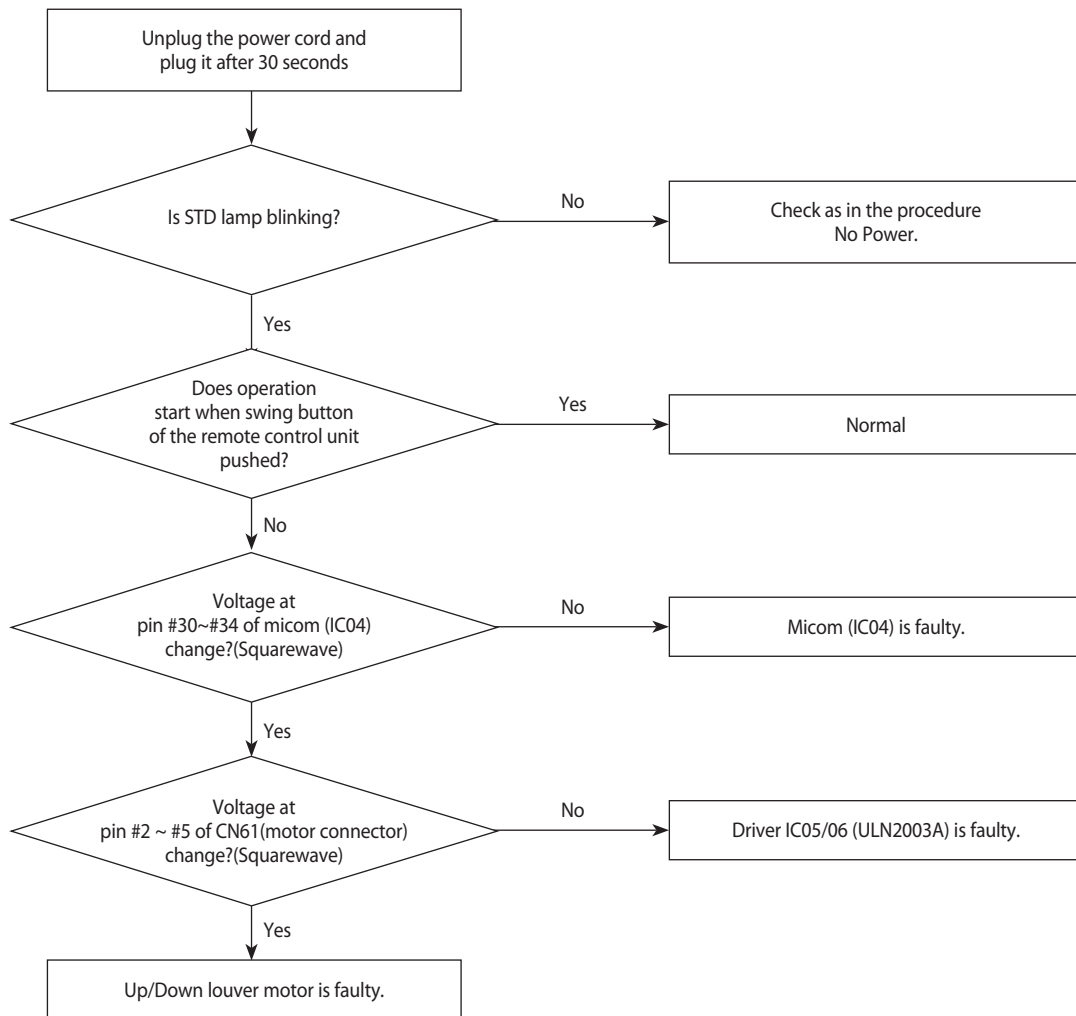 Unplug the power cord and
plug it after 30 seconds
Is STD lamp blinking?
No
Check as in the procedure
No Power.
Yes
Does operation
start when swing button
of the remote control unit
pushed?
Yes
Normal
No
Voltage at
pin #30~#34 of micom (IC04)
change?(Squarewave)
No
Micom (IC04) is faulty.
Yes
Voltage at
pin #2 ~ #5 of CN61(motor connector)
change?(Squarewave)
No
Driver IC05/06 (ULN2003A) is faulty.
Yes
Up/Down louver motor is faulty.